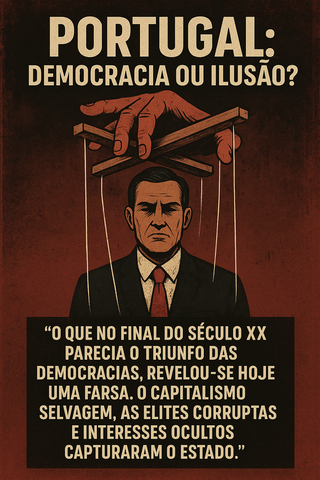 PORTUGAL:
DEMOCRACIA OU ILUSÃO?
“O QUE NO FINAL DO SÉCULO XX
PARECIA O TRIUNFO DAS
DEMOCRACIAS, REVELOU-SE HOJE
UMA FARSA. O CAPITALISMO
SELVAGEM, AS ELITES CORRUPTAS
E INTERESSES OCULTOS
CAPTURARAM O ESTADO.”